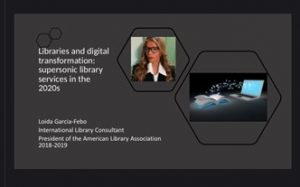 Libraries and digital
transformation:
supersonic library
services in the
2020s
Loida Garcia-Febo
International Library Consultant
President of the American Library Association
2018-2019